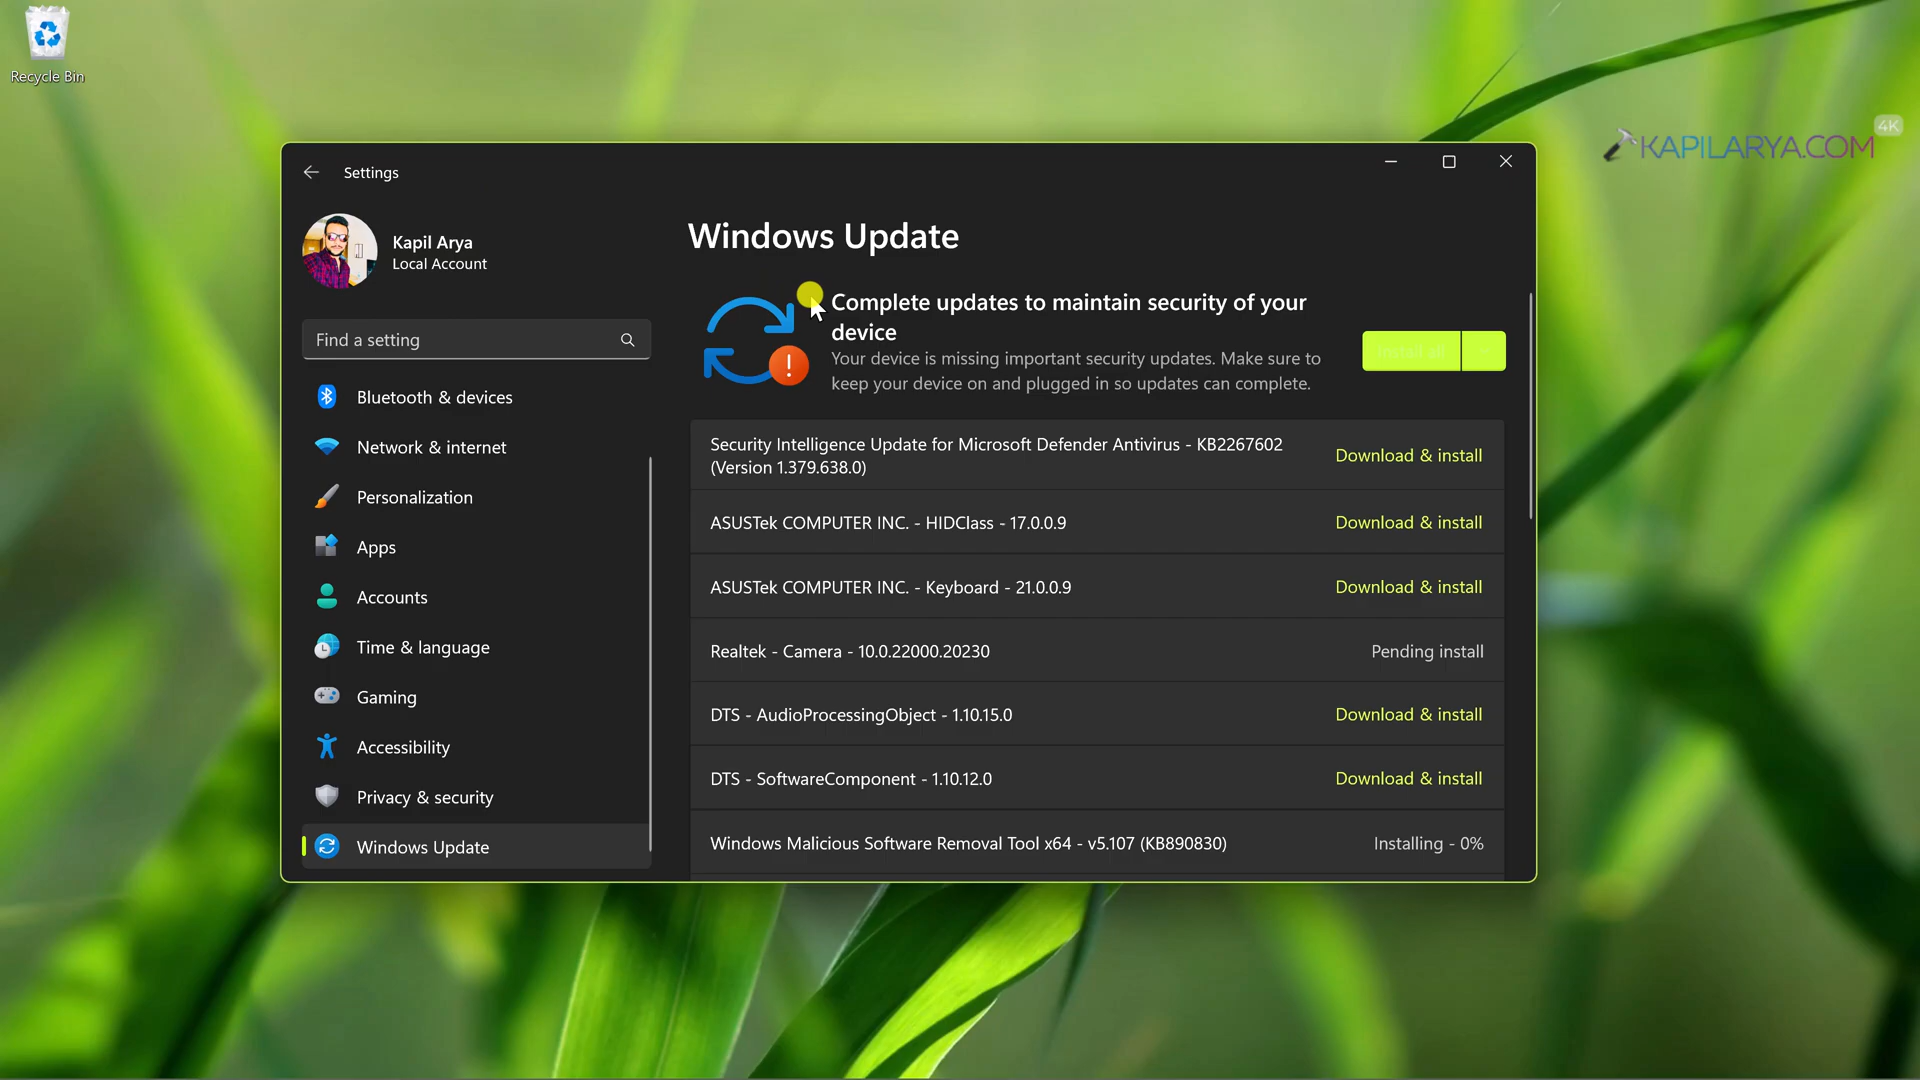 Recycle Bin
4K
KAPILARYA.COM
Settings
Kapil Arya
Local Account
Find a setting
Bluetooth & devices
Network & internet
Personalization
Apps
Accounts
Time & language
Gaming
Accessibility
Privacy & security
Windows Update
Windows Update
Complete updates to maintain security of your
device
Your device is missing important security updates. Make sure to
keep your device on and plugged in so updates can complete.
Install all
Security Intelligence Update for Microsoft Defender Antivirus - KB2267602
(Version 1.379.638.0)
Download & install
ASUSTek COMPUTER INC. - HIDClass - 17.0.0.9
Download & install
ASUSTek COMPUTER INC. - Keyboard - 21.0.0.9
Download & install
Realtek - Camera - 10.0.22000.20230
Pending install
DTS - AudioProcessingObject - 1.10.15.0
Download & install
DTS - SoftwareComponent - 1.10.12.0
Download & install
Windows Malicious Software Removal Tool x64 - v5.107 (KB890830)
Installing - 0%